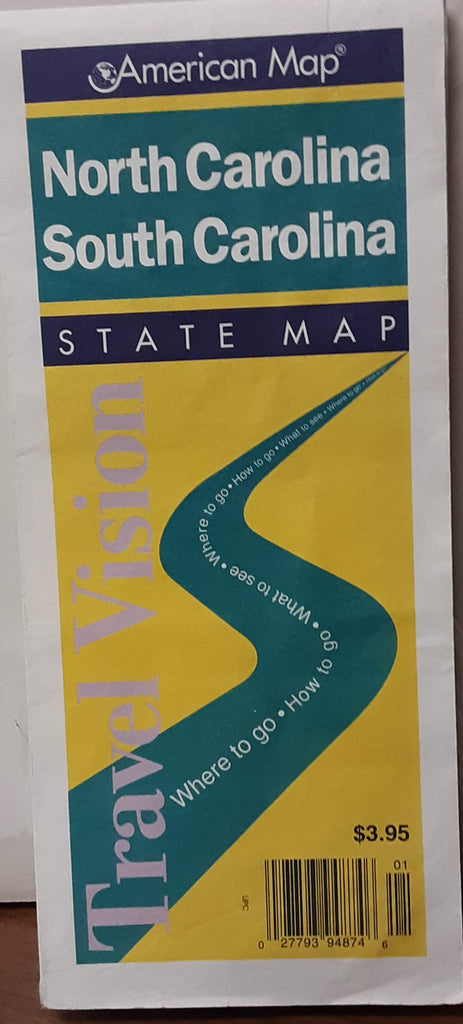 American Map®
North Carolina
South Carolina
STATE MAP
Travel Vision
Where to go • How to go • What to see • Where to go • How to go • What to see • Where to go •
$3.95
01
UPC
0 27793 94874 6